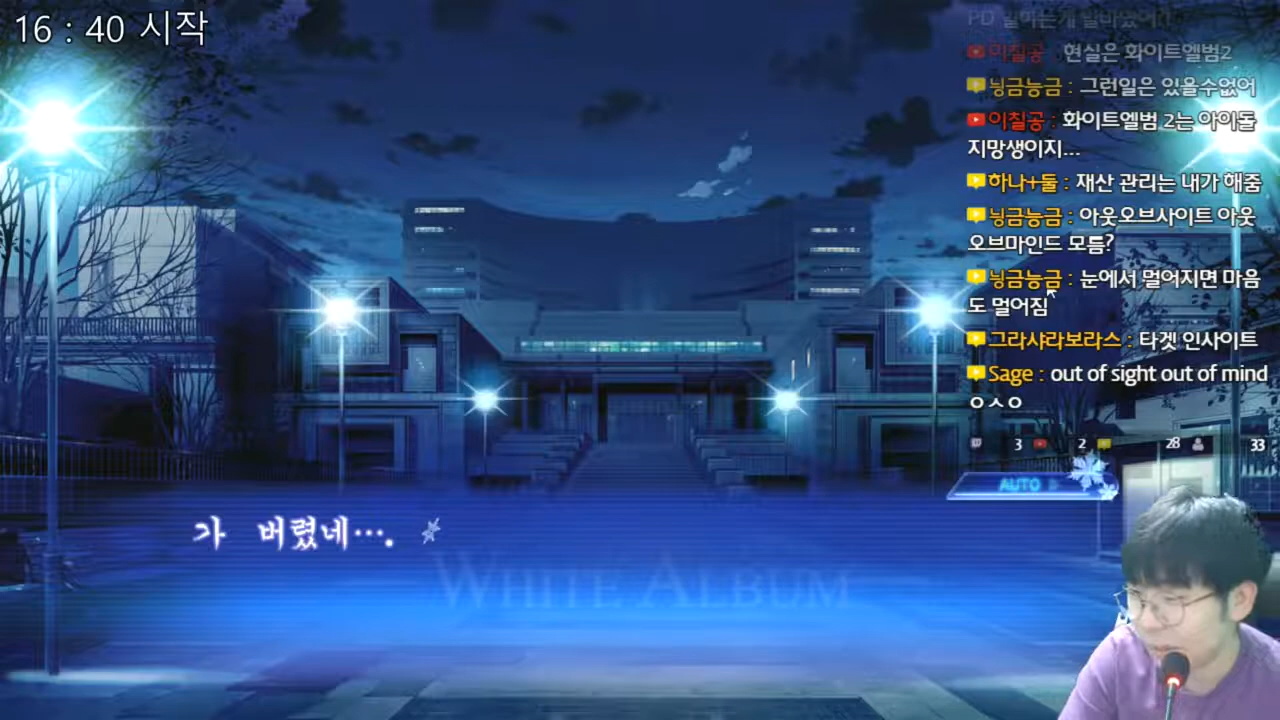 16 : 40 시작
이칠공 : 현실은 화이트엘범2
닁금능금 : 그런일은 있을수없어
이칠공 : 화이트엘범 2는 아이돌
지망생이지...
하나+둘 : 재산 관리는 내가 해줌
닁금능금 : 아웃오브사이트 아웃
오브마인드 모름?
닁금능금 : 눈에서 멀어지면 마음
도 멀어짐
그라샤라보라스 : 타겟 인사이트
Sage : out of sight out of mind
ㅇㅅㅇ
3 2 28 33
AUTO
가 버렸네….
WHITE ALBUM